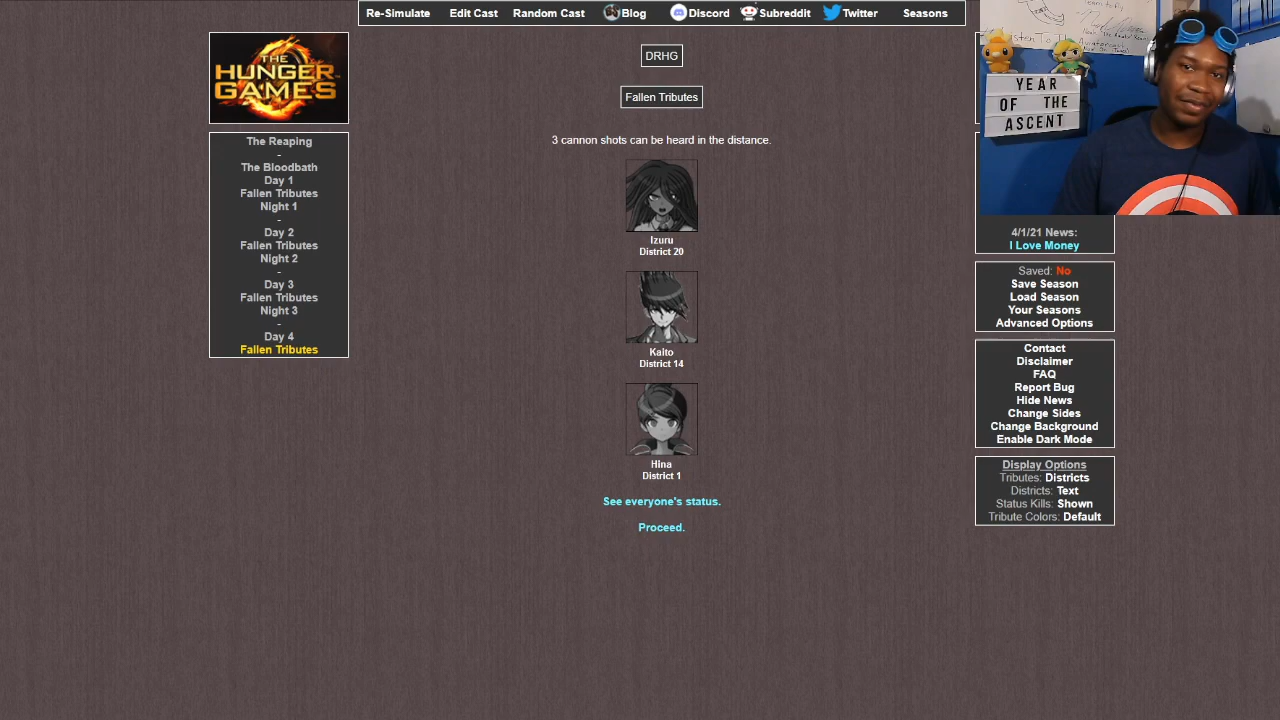 Re-Simulate Edit Cast Random Cast Blog Discord Subreddit Twitter Seasons
THE
HUNGER
GAMES
The Reaping
-
The Bloodbath
Day 1
Fallen Tributes
Night 1
-
Day 2
Fallen Tributes
Night 2
-
Day 3
Fallen Tributes
Night 3
-
Day 4
Fallen Tributes
DRHG
Fallen Tributes
3 cannon shots can be heard in the distance.
Izuru
District 20
Kaito
District 14
Hina
District 1
See everyone's status.
Proceed.
YEAR
OF THE
ASCENT
4/1/21 News:
I Love Money
Saved: No
Save Season
Load Season
Your Seasons
Advanced Options
Contact
Disclaimer
FAQ
Report Bug
Hide News
Change Sides
Change Background
Enable Dark Mode
Display Options
Tributes: Districts
Districts: Text
Status Kills: Shown
Tribute Colors: Default